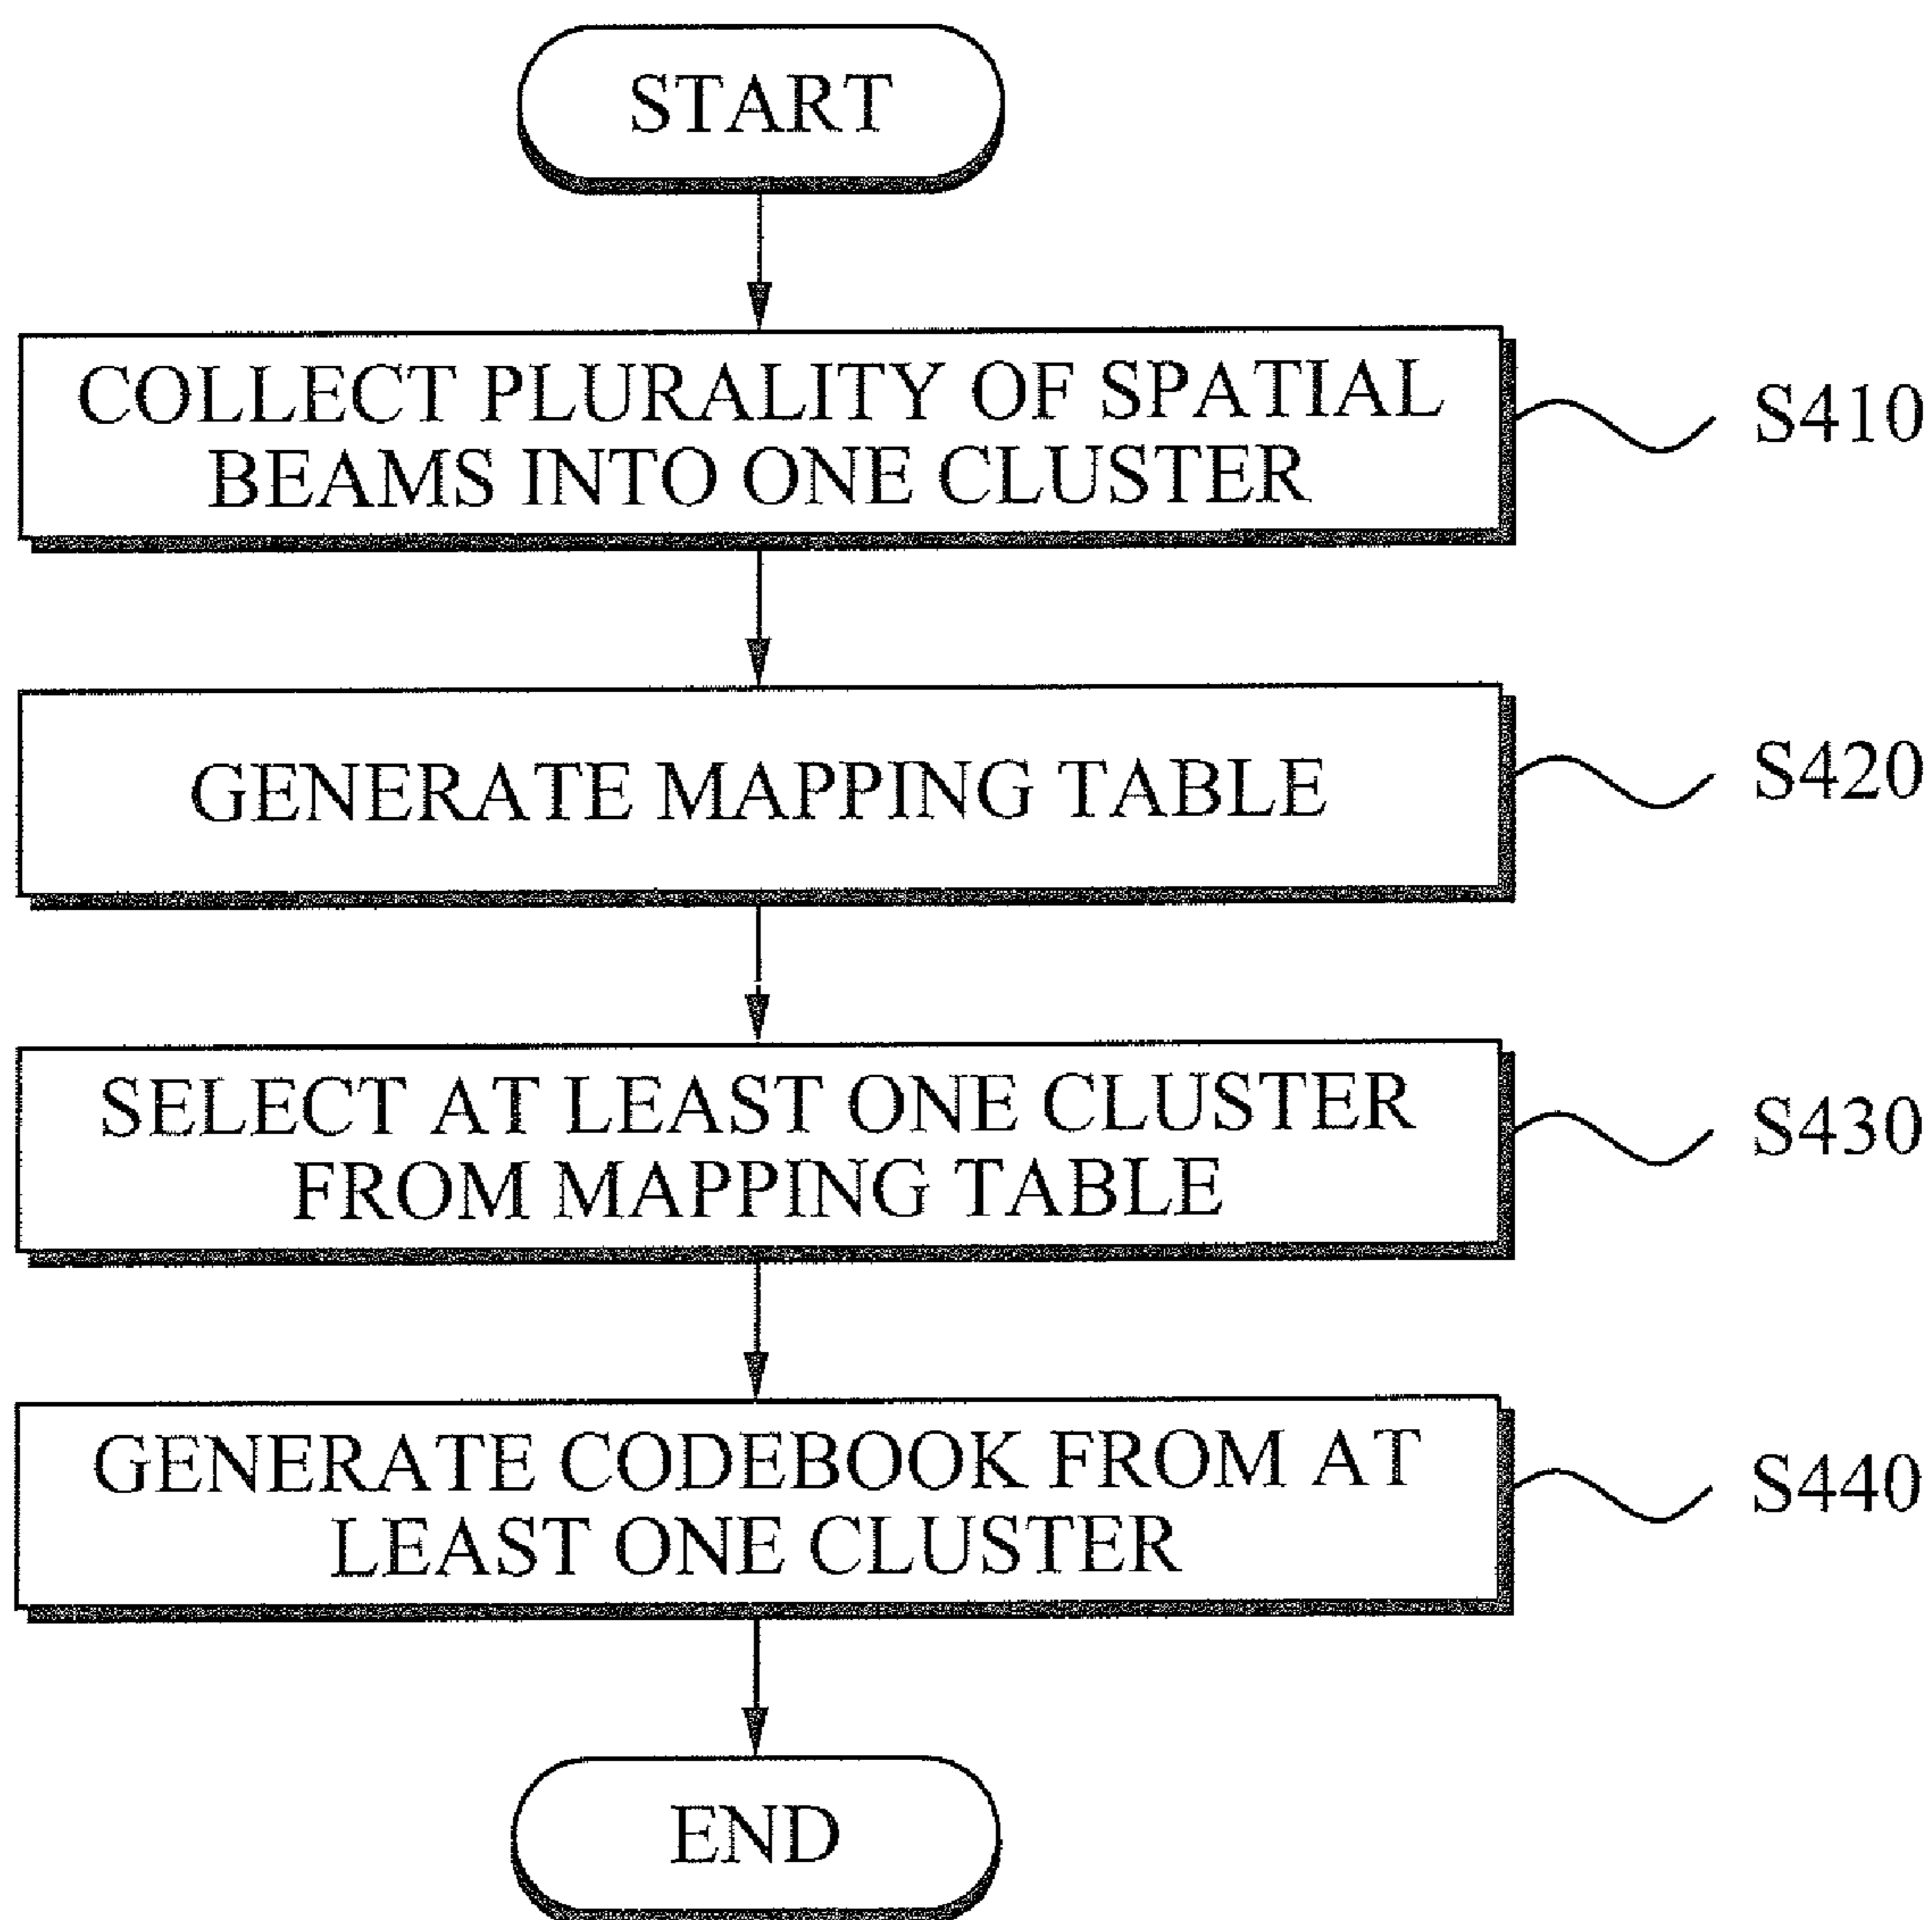 START
COLLECT PLURALITY OF SPATIAL
BEAMS INTO ONE CLUSTER
S410
GENERATE MAPPING TABLE
S420
SELECT AT LEAST ONE CLUSTER
FROM MAPPING TABLE
S430
GENERATE CODEBOOK FROM AT
LEAST ONE CLUSTER
S440
END